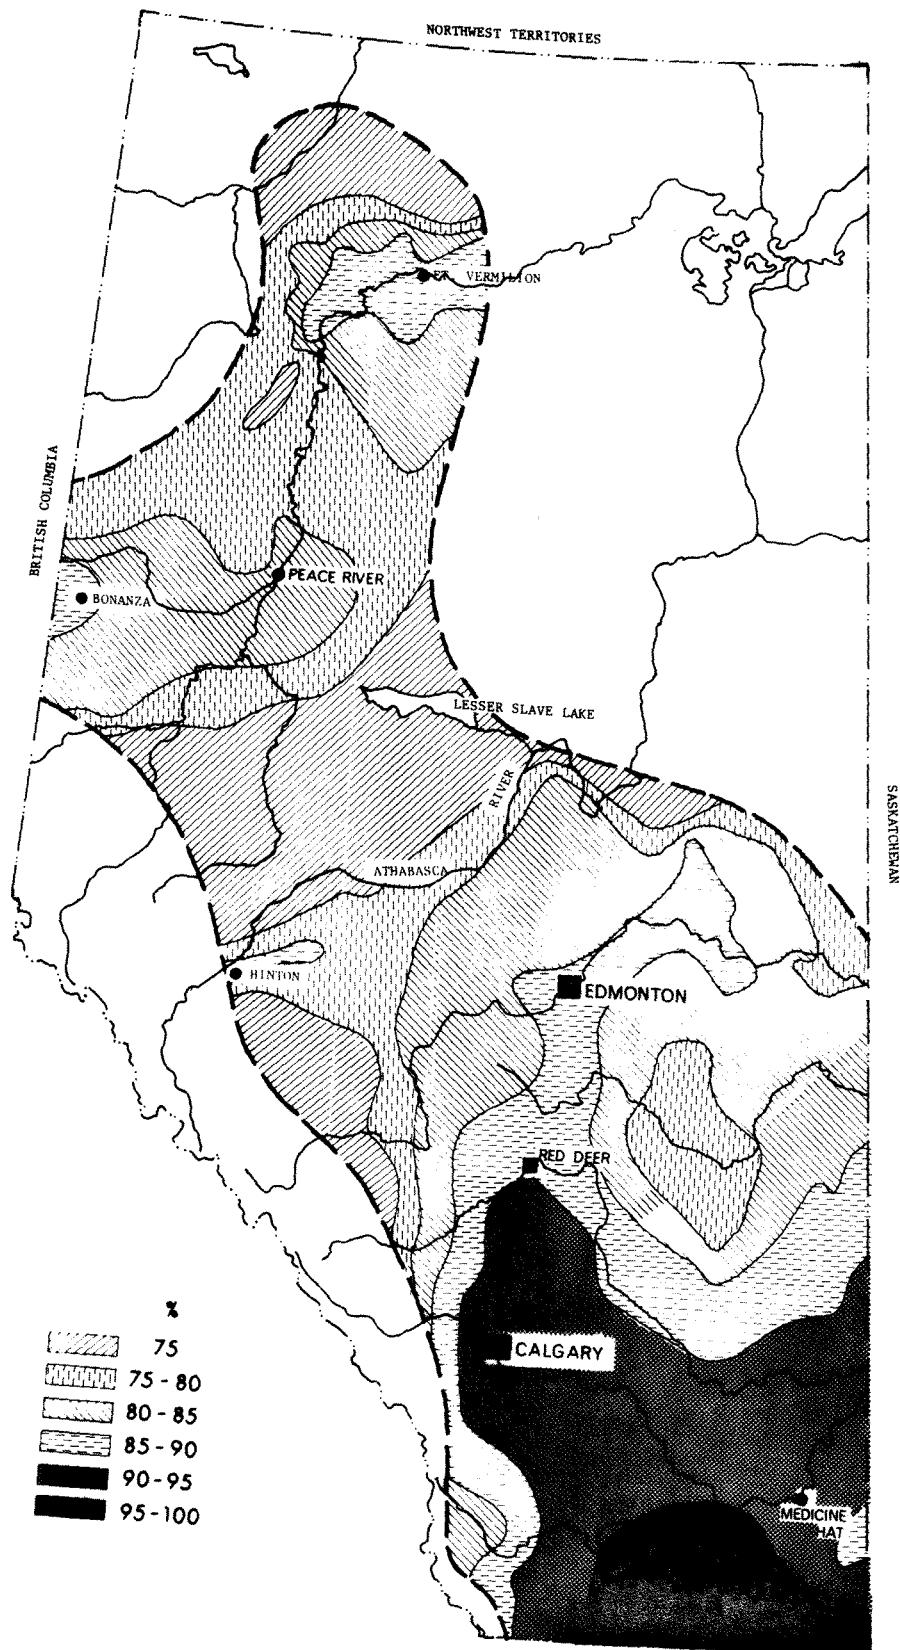 NORTHWEST TERRITORIES
FT. VERMILION
BRITISH COLUMBIA
PEACE RIVER
BONANZA
LESSER SLAVE LAKE
RIVER
SASKATCHEWAN
ATHABASCA
HINTON
EDMONTON
RED DEER
CALGARY
%
75
75-80
80-85
85-90
90-95
95-100
MEDICINE
HAT